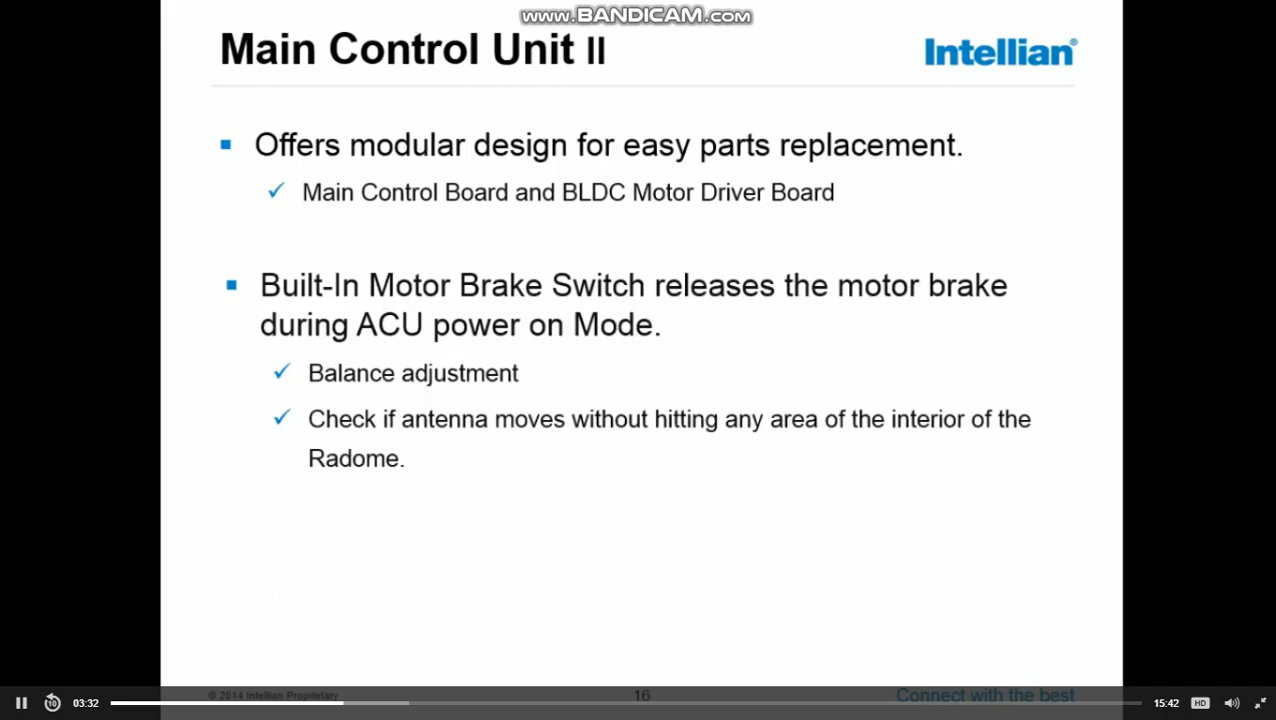 www.BANDICAM.com
Main Control Unit II
Intellian®
Offers modular design for easy parts replacement.
✓ Main Control Board and BLDC Motor Driver Board
Built-In Motor Brake Switch releases the motor brake
during ACU power on Mode.
✓ Balance adjustment
✓ Check if antenna moves without hitting any area of the interior of the
Radome.
© 2014 Intellian Proprietary
16
Connect with the best
10
03:32
15:42
HD